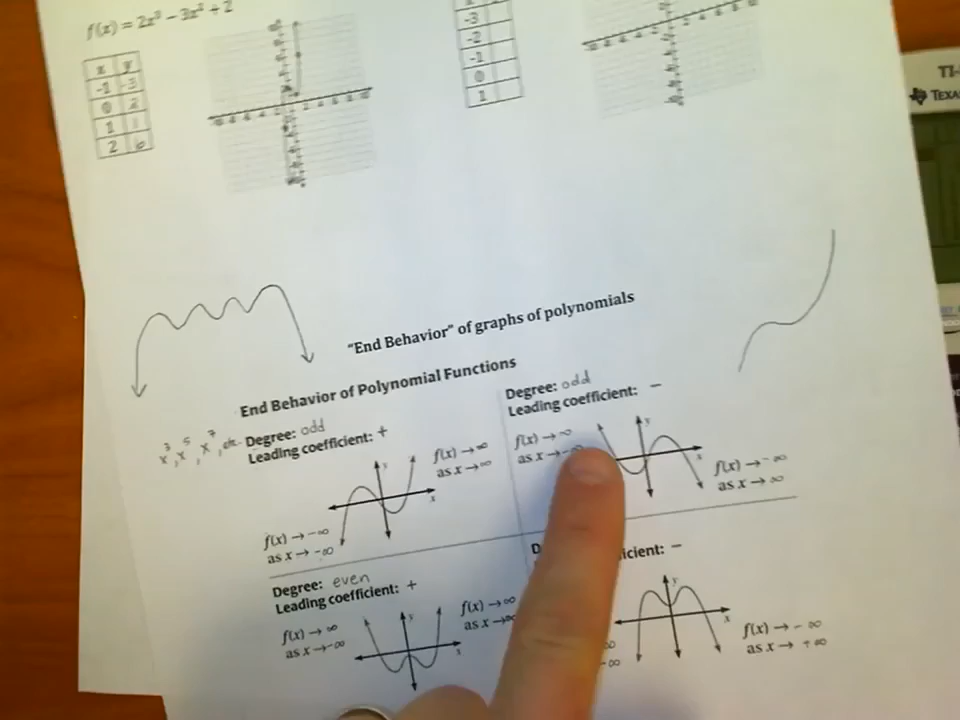 f(x) = 2x³ − 3x² + 2
x y
-1 -3
0 2
1 1
2 6
-3
-2
-1
0
1
TI-
TEXAS
"End Behavior" of graphs of polynomials
End Behavior of Polynomial Functions
x³, x⁵, x⁷, etc.
Degree: odd
Leading coefficient: +
f(x) → ∞
as x → ∞
y
x
f(x) → -∞
as x → -∞
Degree: odd
Leading coefficient: −
f(x) → ∞
as x → -∞
y
x
f(x) → -∞
as x → ∞
Degree: even
Leading coefficient: +
f(x) → ∞
as x → -∞
y
x
f(x) → ∞
as x → ∞
D
icient: −
y
x
∞
-∞
f(x) → - ∞
as x → +∞